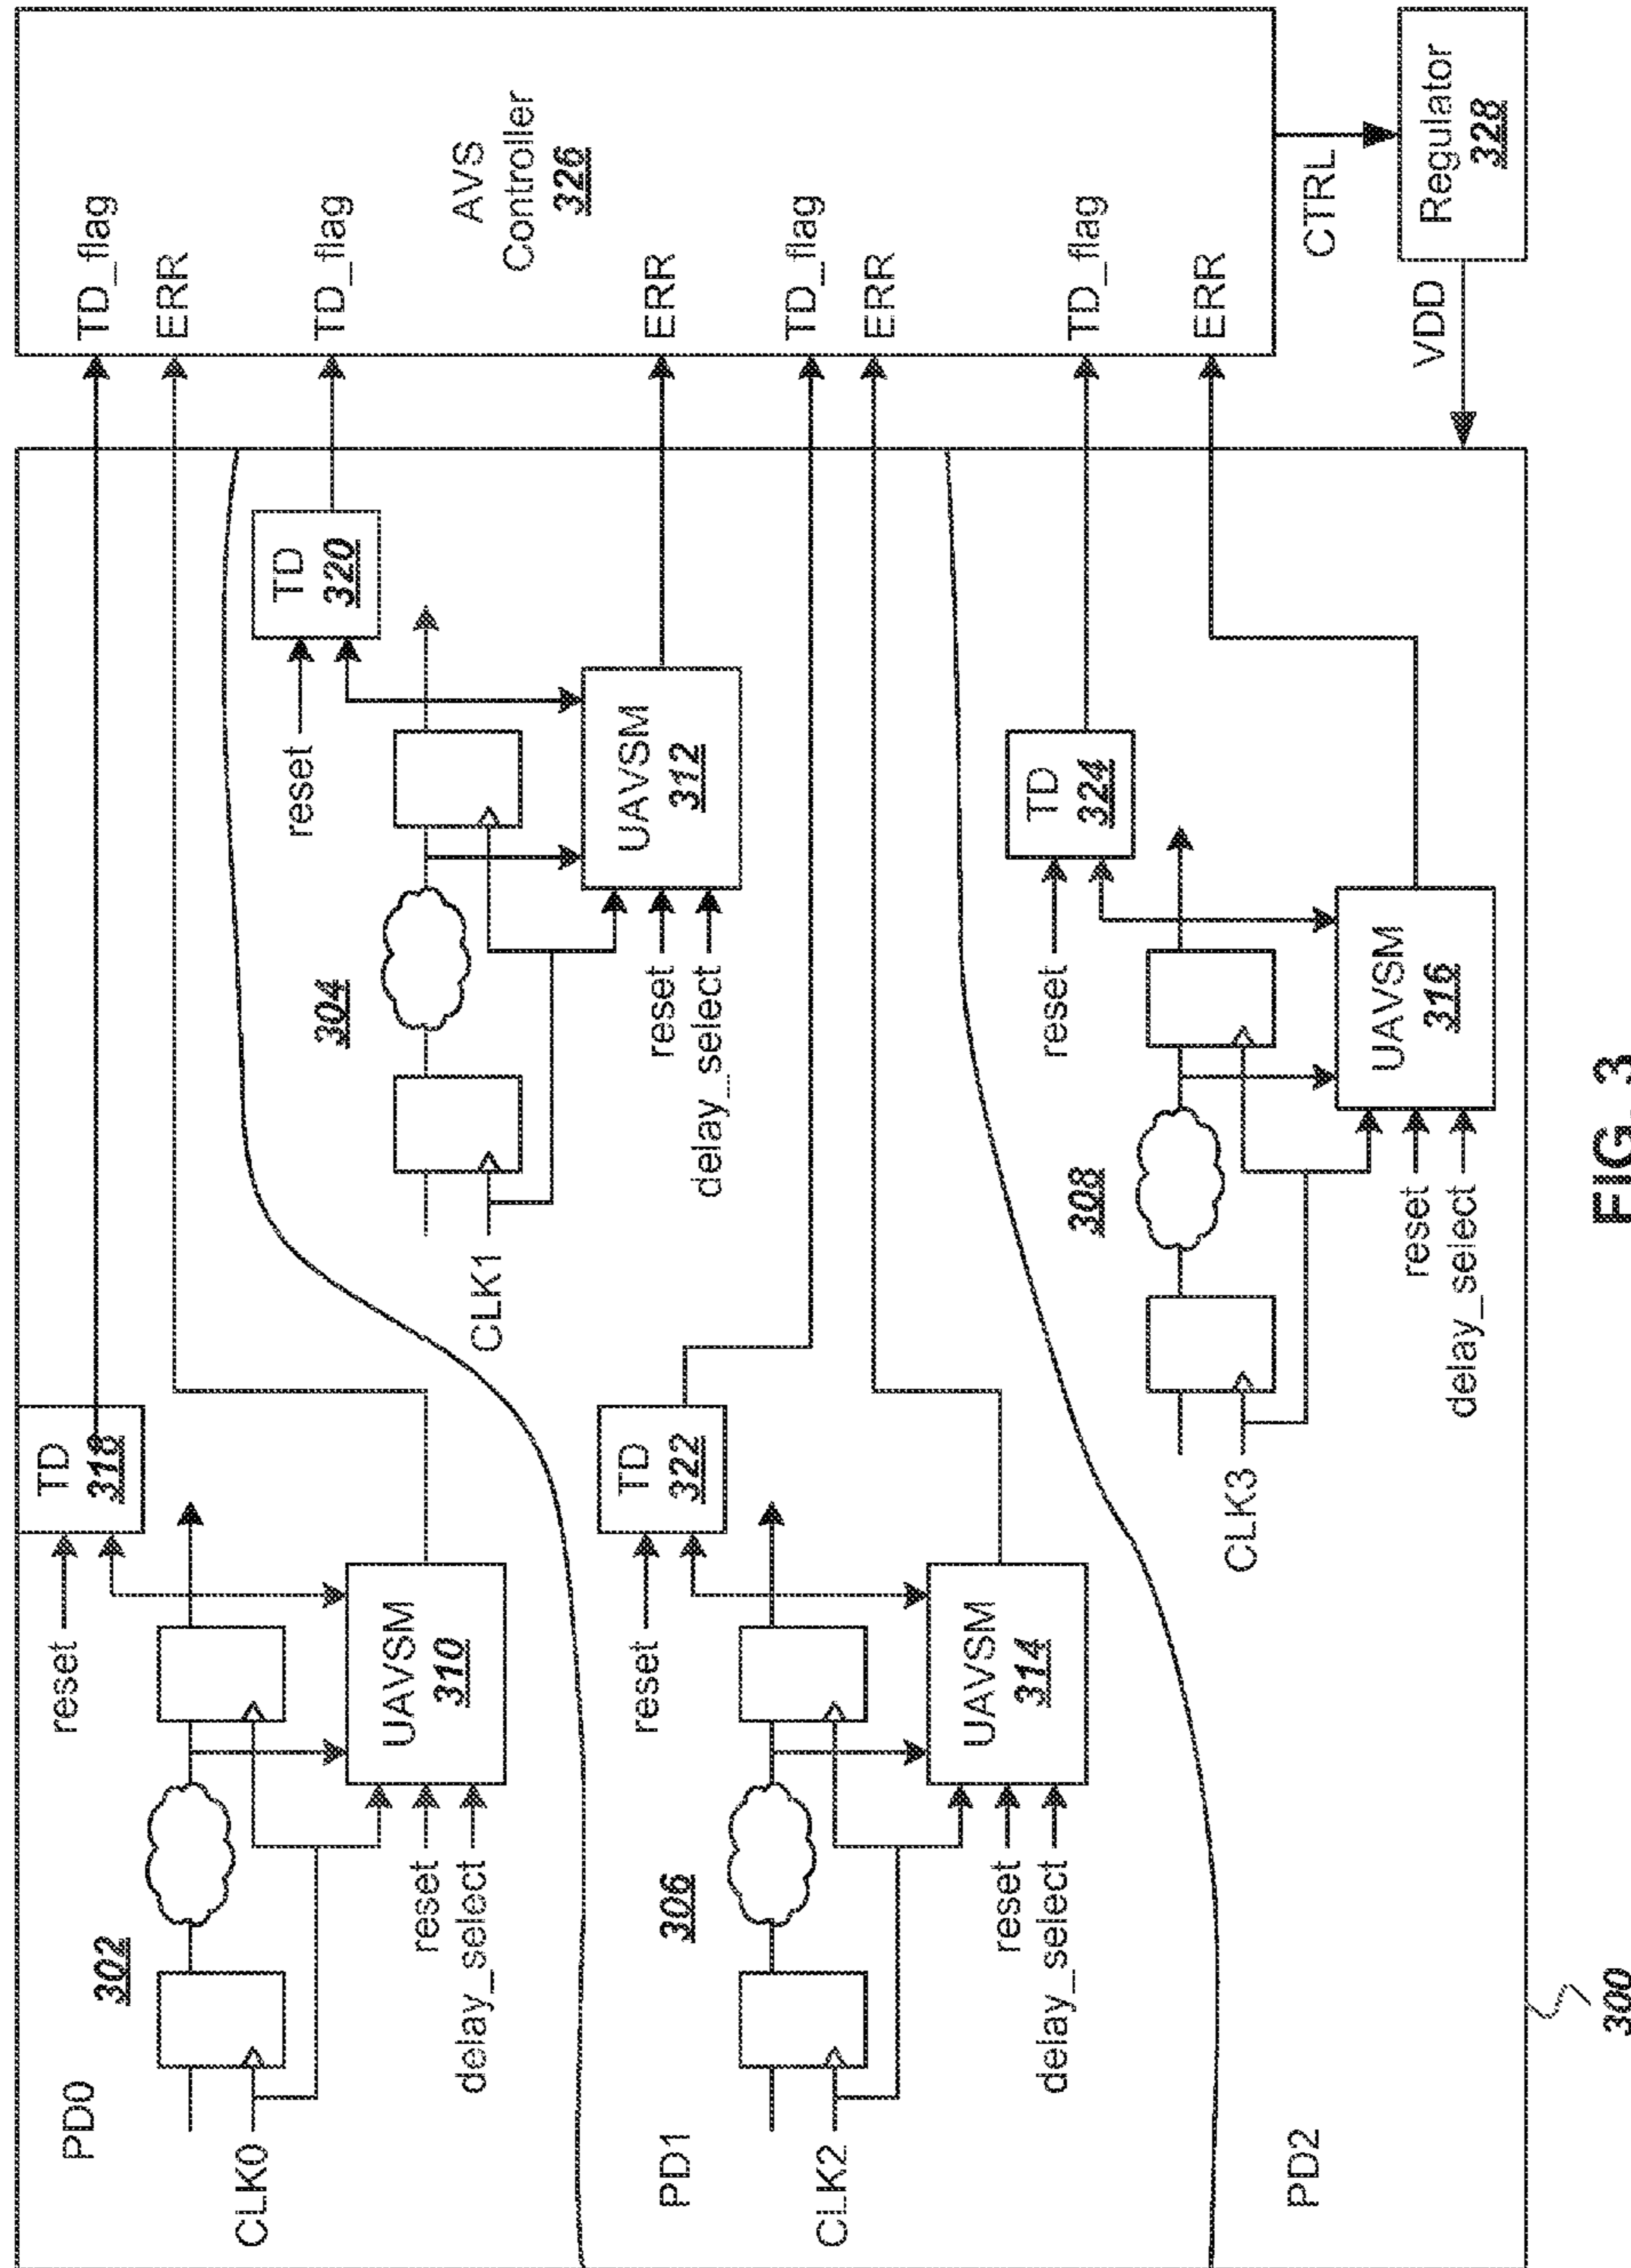 PD0
302
CLK0
reset
TD
318
UAVSM
310
reset
delay_select
304
CLK1
reset
TD
320
UAVSM
312
reset
delay_select
PD1
306
CLK2
reset
TD
322
UAVSM
314
reset
delay_select
PD2
308
CLK3
reset
TD
324
UAVSM
316
reset
delay_select
TD_flag
ERR
TD_flag
ERR
TD_flag
ERR
TD_flag
ERR
AVS
Controller
326
CTRL
VDD
Regulator
328
300
FIG. 3